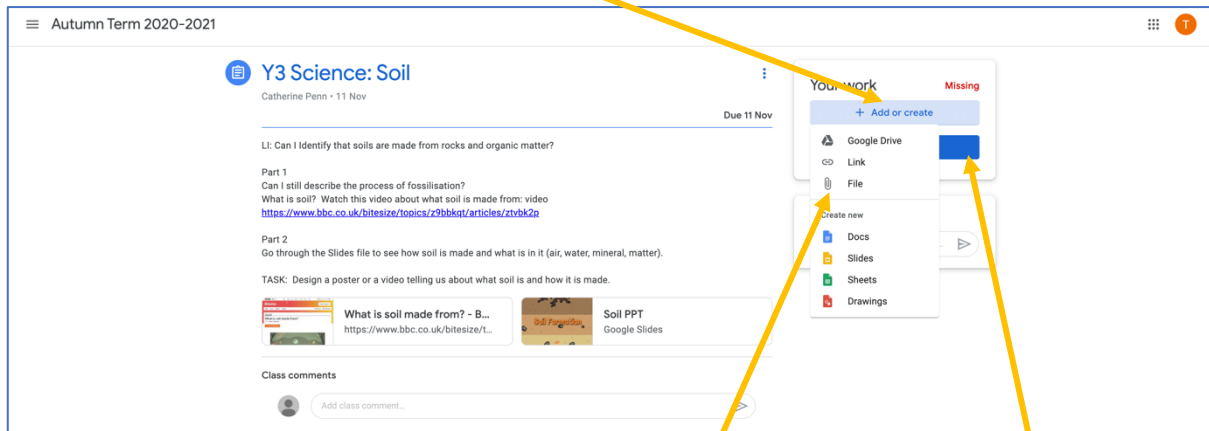 Autumn Term 2020-2021
T
Y3 Science: Soil
Catherine Penn • 11 Nov
Due 11 Nov
LI: Can I Identify that soils are made from rocks and organic matter?
Part 1
Can I still describe the process of fossilisation?
What is soil? Watch this video about what soil is made from: video
https://www.bbc.co.uk/bitesize/topics/z9bbkqt/articles/ztvbk2p
Part 2
Go through the Slides file to see how soil is made and what is in it (air, water, mineral, matter).
TASK: Design a poster or a video telling us about what soil is and how it is made.
What is soil made from? - B...
https://www.bbc.co.uk/bitesize/t...
Soil Formation
Soil PPT
Google Slides
Class comments
Add class comment...
Your work
Missing
+ Add or create
Google Drive
Link
File
Create new
Docs
Slides
Sheets
Drawings